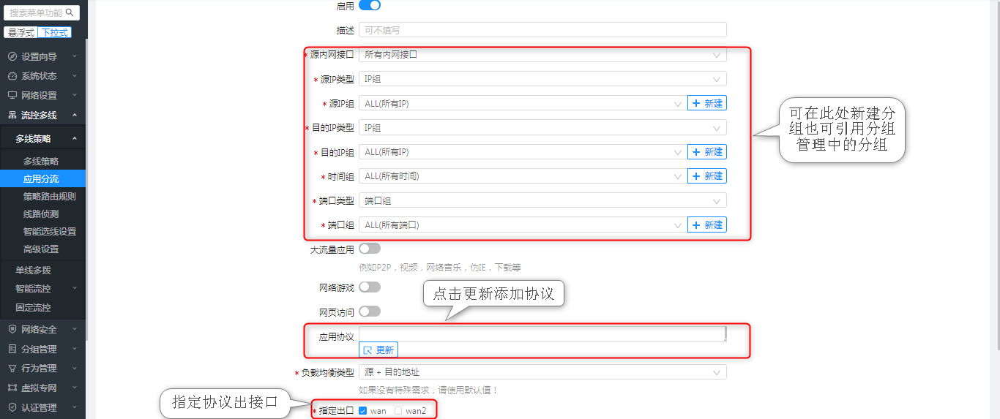 搜索菜单功能
悬浮式 下拉式
设置向导
系统状态
网络设置
流控多线
多线策略
多线策略
应用分流
策略路由规则
线路侦测
智能选线设置
高级设置
单线多拨
智能流控
固定流控
网络安全
分组管理
行为管理
虚拟专网
认证管理
启用
描述 可不填写
* 源内网接口 所有内网接口
* 源IP类型 IP组
* 源IP组 ALL(所有IP) + 新建
* 目的IP类型 IP组
* 目的IP组 ALL(所有IP) + 新建
* 时间组 ALL(所有时间) + 新建
* 端口类型 端口组
* 端口组 ALL(所有端口) + 新建
可在此处新建分
组也可引用分组
管理中的分组
大流量应用
例如P2P，视频，网络音乐，伪IE，下载等
网络游戏
点击更新添加协议
网页访问
应用协议
更新
* 负载均衡类型 源 + 目的地址
如果没有特殊需求，请使用默认值！
指定协议出接口
* 指定出口 wan wan2